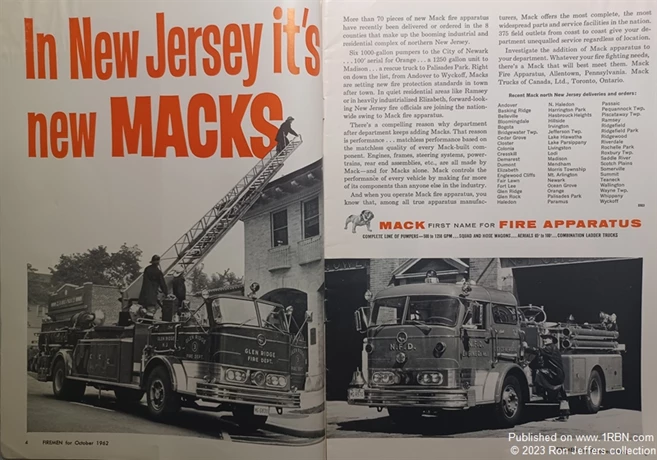 In New Jersey it's
new MACKS
More than 70 pieces of new Mack fire apparatus
have recently been delivered or ordered in the 8
counties that make up the booming industrial and
residential complex of northern New Jersey.
Six 1000-gallon pumpers to the City of Newark
. . . 100' aerial for Orange . . . a 1250 gallon unit to
Madison . . . a rescue truck to Palisades Park. Right
on down the list, from Andover to Wyckoff, Macks
are setting new fire protection standards in town
after town. In quiet residential areas like Ramsey
or in heavily industrialized Elizabeth, forward-look-
ing New Jersey fire officials are joining the nation-
wide swing to Mack fire apparatus.
There's a compelling reason why department
after department keeps adding Macks. That reason
is performance . . . matchless performance based on
the matchless quality of every Mack-built com-
ponent. Engines, frames, steering systems, power-
trains, rear end assemblies, etc., are all made by
Mack—and for Macks alone. Mack controls the
performance of every vehicle by making far more
of its components than anyone else in the industry.
And when you operate Mack fire apparatus, you
know that, among all true apparatus manufac-
turers, Mack offers the most complete, the most
widespread parts and service facilities in the nation.
375 field outlets from coast to coast give your de-
partment unequalled service regardless of location.
Investigate the addition of Mack apparatus to
your department. Whatever your fire fighting needs,
there's a Mack that will best meet them. Mack
Fire Apparatus, Allentown, Pennsylvania. Mack
Trucks of Canada, Ltd., Toronto, Ontario.
Recent Mack north New Jersey deliveries and orders:
Andover
Basking Ridge
Belleville
Bloomingdale
Bogota
Bridgewater Twp.
Cedar Grove
Closter
Colonia
Cresskill
Demarest
Dumont
Elizabeth
Englewood Cliffs
Fair Lawn
Fort Lee
Glen Ridge
Glen Rock
Haledon
N. Haledon
Harrington Park
Hasbrouck Heights
Hillside
Irvington
Jefferson Twp.
Lake Hiawatha
Lake Parsippany
Livingston
Lodi
Madison
Mendham
Morris Township
Mt. Arlington
Newark
Ocean Grove
Orange
Palisades Park
Paramus
Passaic
Pequannock Twp.
Piscataway Twp.
Ramsey
Ridgefield
Ridgefield Park
Ridgewood
Riverdale
Rochelle Park
Roxbury Twp.
Saddle River
Scotch Plains
Somerville
Summit
Teaneck
Wallington
Wayne Twp.
Whippany
Wyckoff
MACK FIRST NAME FOR FIRE APPARATUS
COMPLETE LINE OF PUMPERS—500 to 1250 GPM . . . SQUAD AND HOSE WAGONS . . . AERIALS 65' to 100' . . . COMBINATION LADDER TRUCKS
GLEN RIDGE
FIRE DEPT.
GLEN RIDGE
FIRE DEPT.
N.F.D.
4 FIREMEN for October 1962
Published on www.1RBN.com
© 2023 Ron Jeffers collection